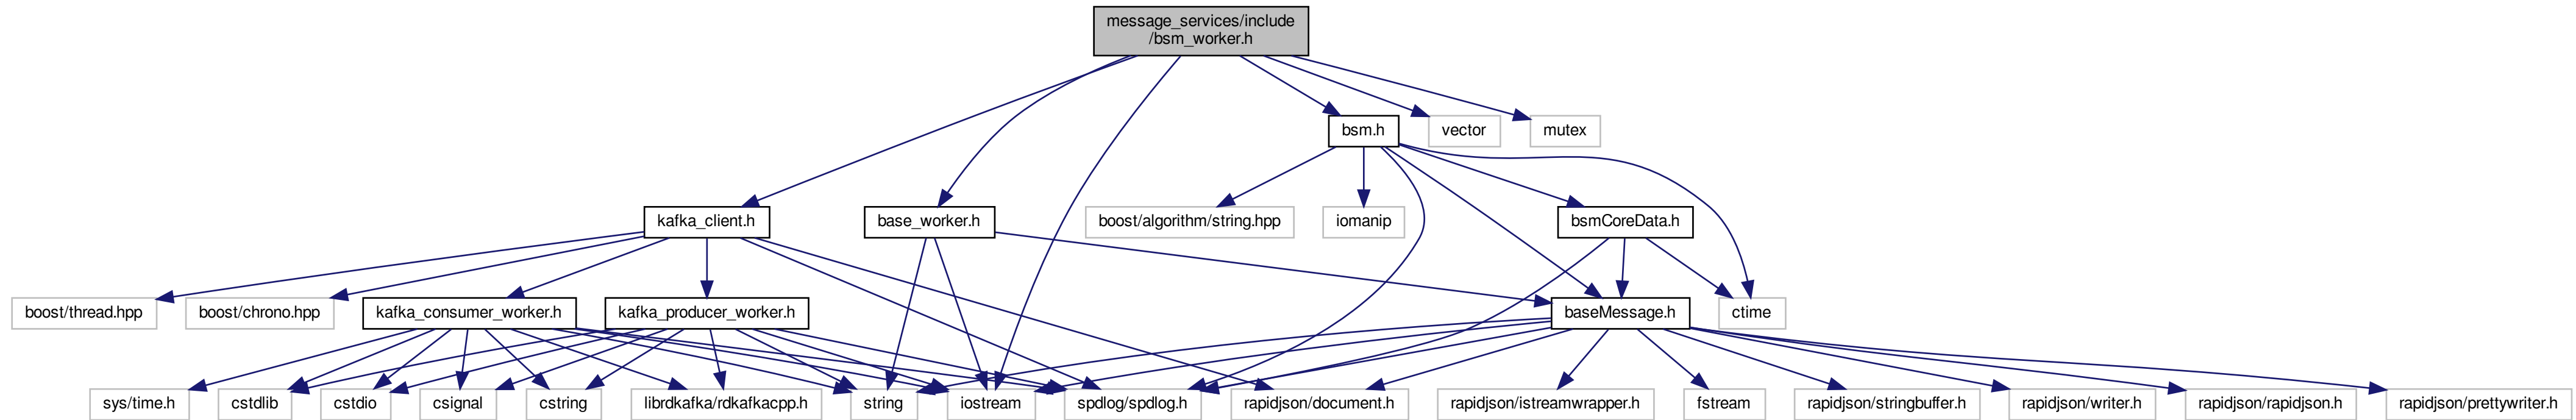 message_services/include
/bsm_worker.h
bsm.h
vector
mutex
kafka_client.h
base_worker.h
boost/algorithm/string.hpp
iomanip
bsmCoreData.h
boost/thread.hpp
boost/chrono.hpp
kafka_consumer_worker.h
kafka_producer_worker.h
baseMessage.h
ctime
sys/time.h
cstdlib
cstdio
csignal
cstring
librdkafka/rdkafkacpp.h
string
iostream
spdlog/spdlog.h
rapidjson/document.h
rapidjson/istreamwrapper.h
fstream
rapidjson/stringbuffer.h
rapidjson/writer.h
rapidjson/rapidjson.h
rapidjson/prettywriter.h